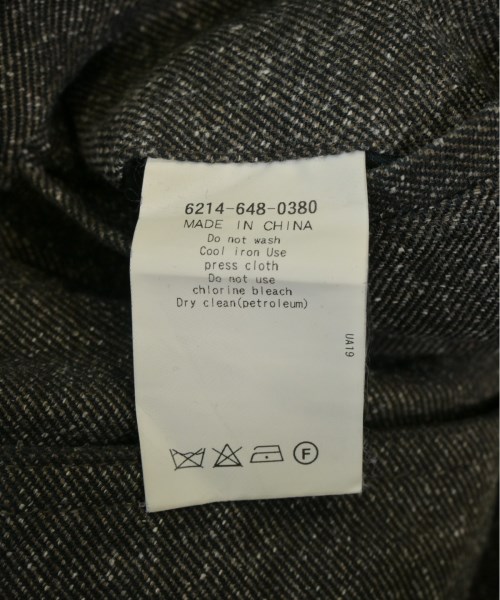 6214-648-0380
MADE IN CHINA
Do not wash
Cool iron Use
press cloth
Do not use
chlorine bleach
Dry clean(petroleum)
UA19
F